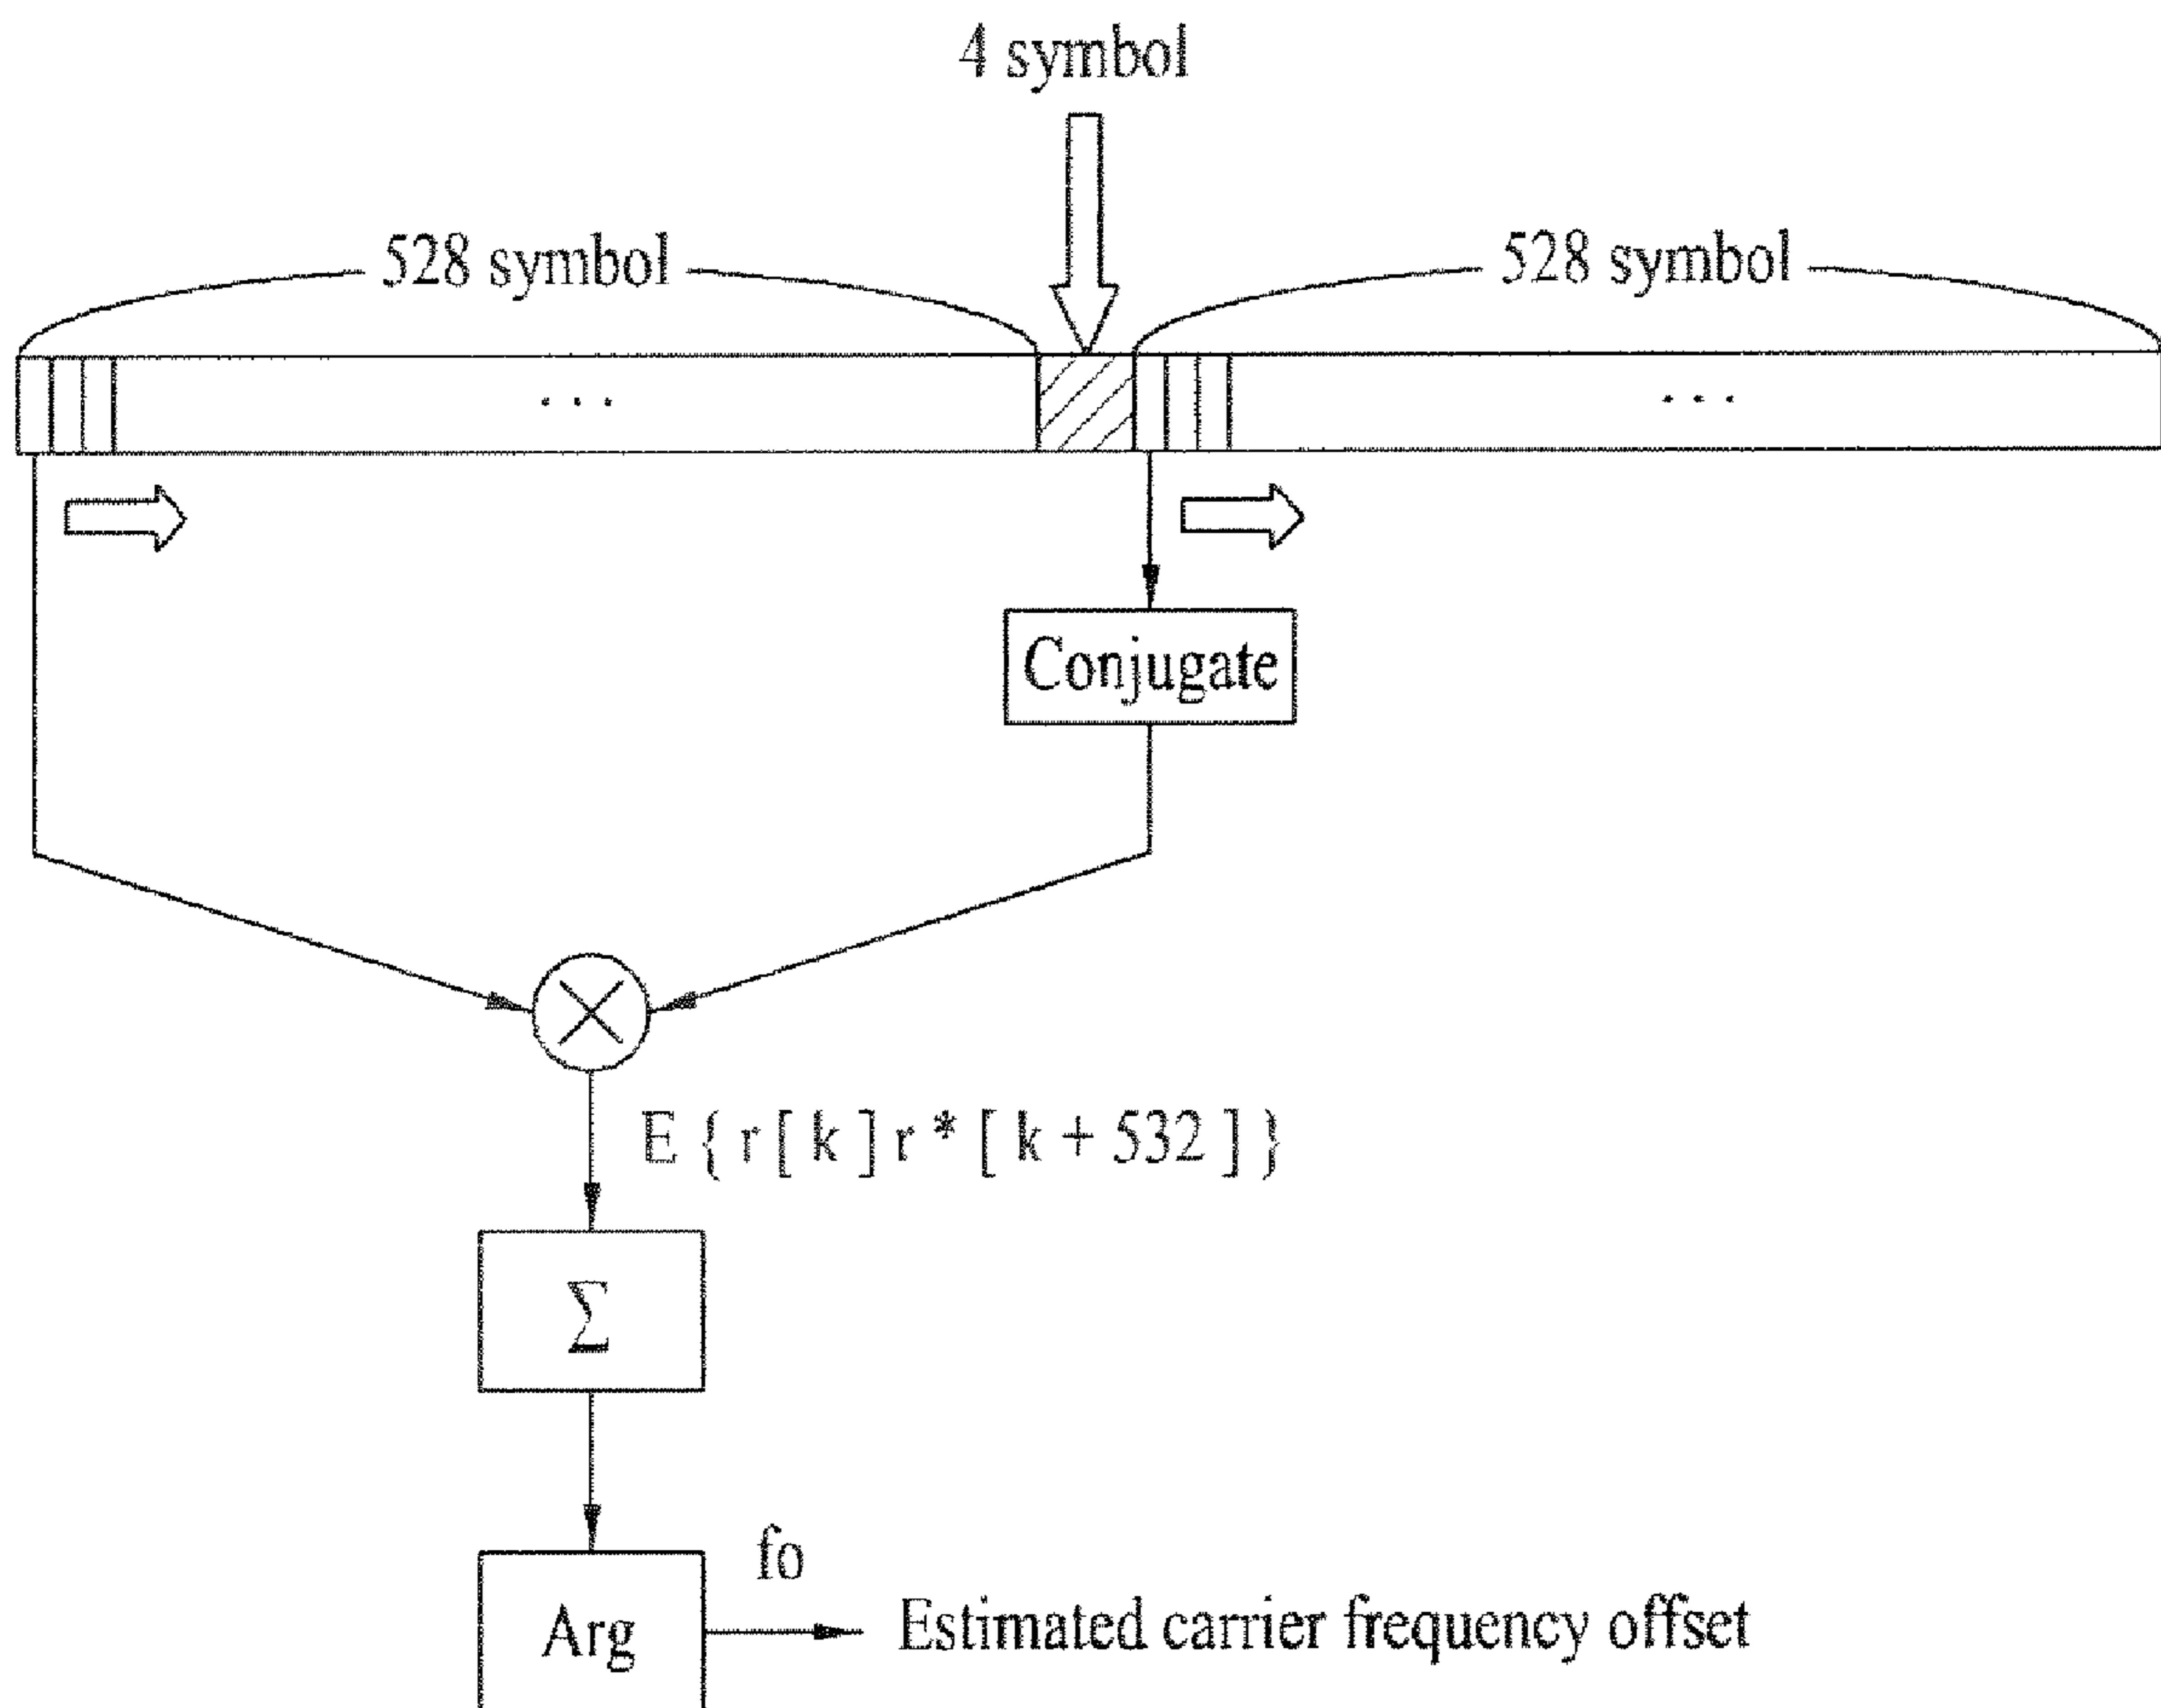 4 symbol
528 symbol
528 symbol
. . .
. . .
Conjugate
E { r [ k ] r * [ k + 532 ] }
Σ
fo
Arg
Estimated carrier frequency offset